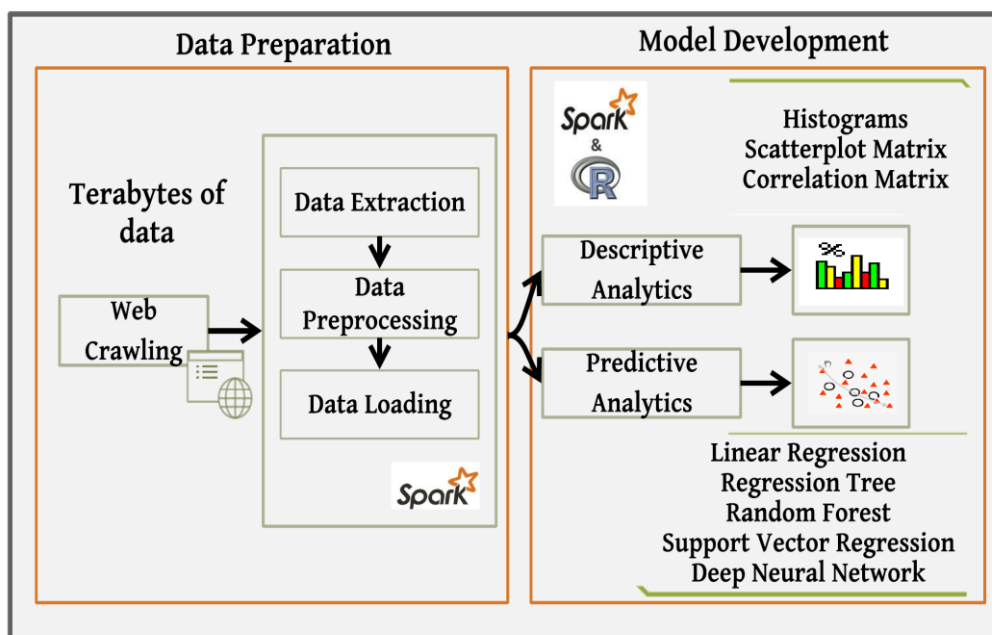 Data Preparation
Terabytes of
data
Web
Crawling
Data Extraction
Data
Preprocessing
Data Loading
Spark
Model Development
Spark
&
R
Histograms
Scatterplot Matrix
Correlation Matrix
Descriptive
Analytics
Predictive
Analytics
Linear Regression
Regression Tree
Random Forest
Support Vector Regression
Deep Neural Network